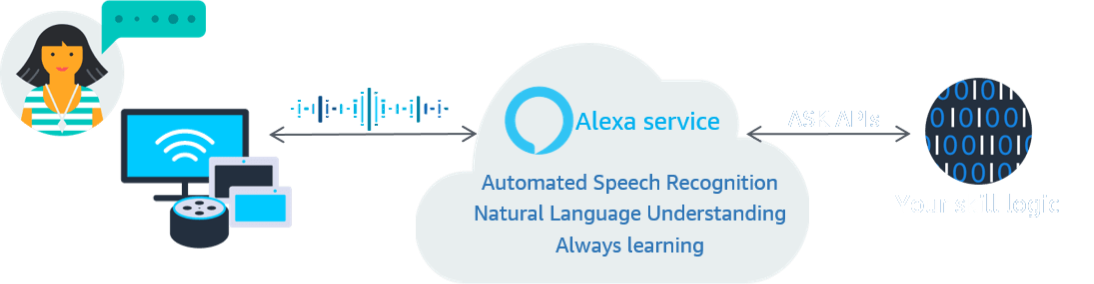 Alexa service
Automated Speech Recognition
Natural Language Understanding
Always learning
ASK APIs
Your skill logic